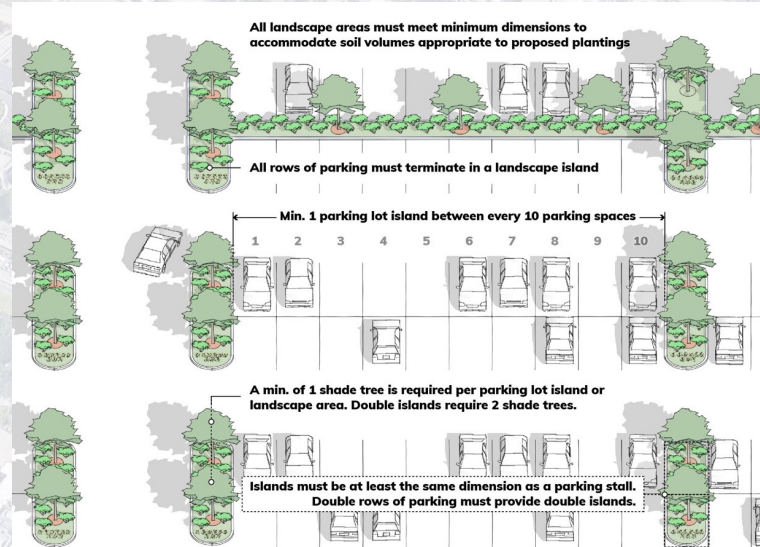 All landscape areas must meet minimum dimensions to
accommodate soil volumes appropriate to proposed plantings
All rows of parking must terminate in a landscape island
Min. 1 parking lot island between every 10 parking spaces
1 2 3 4 5 6 7 8 9 10
A min. of 1 shade tree is required per parking lot island or
landscape area. Double islands require 2 shade trees.
Islands must be at least the same dimension as a parking stall.
Double rows of parking must provide double islands.